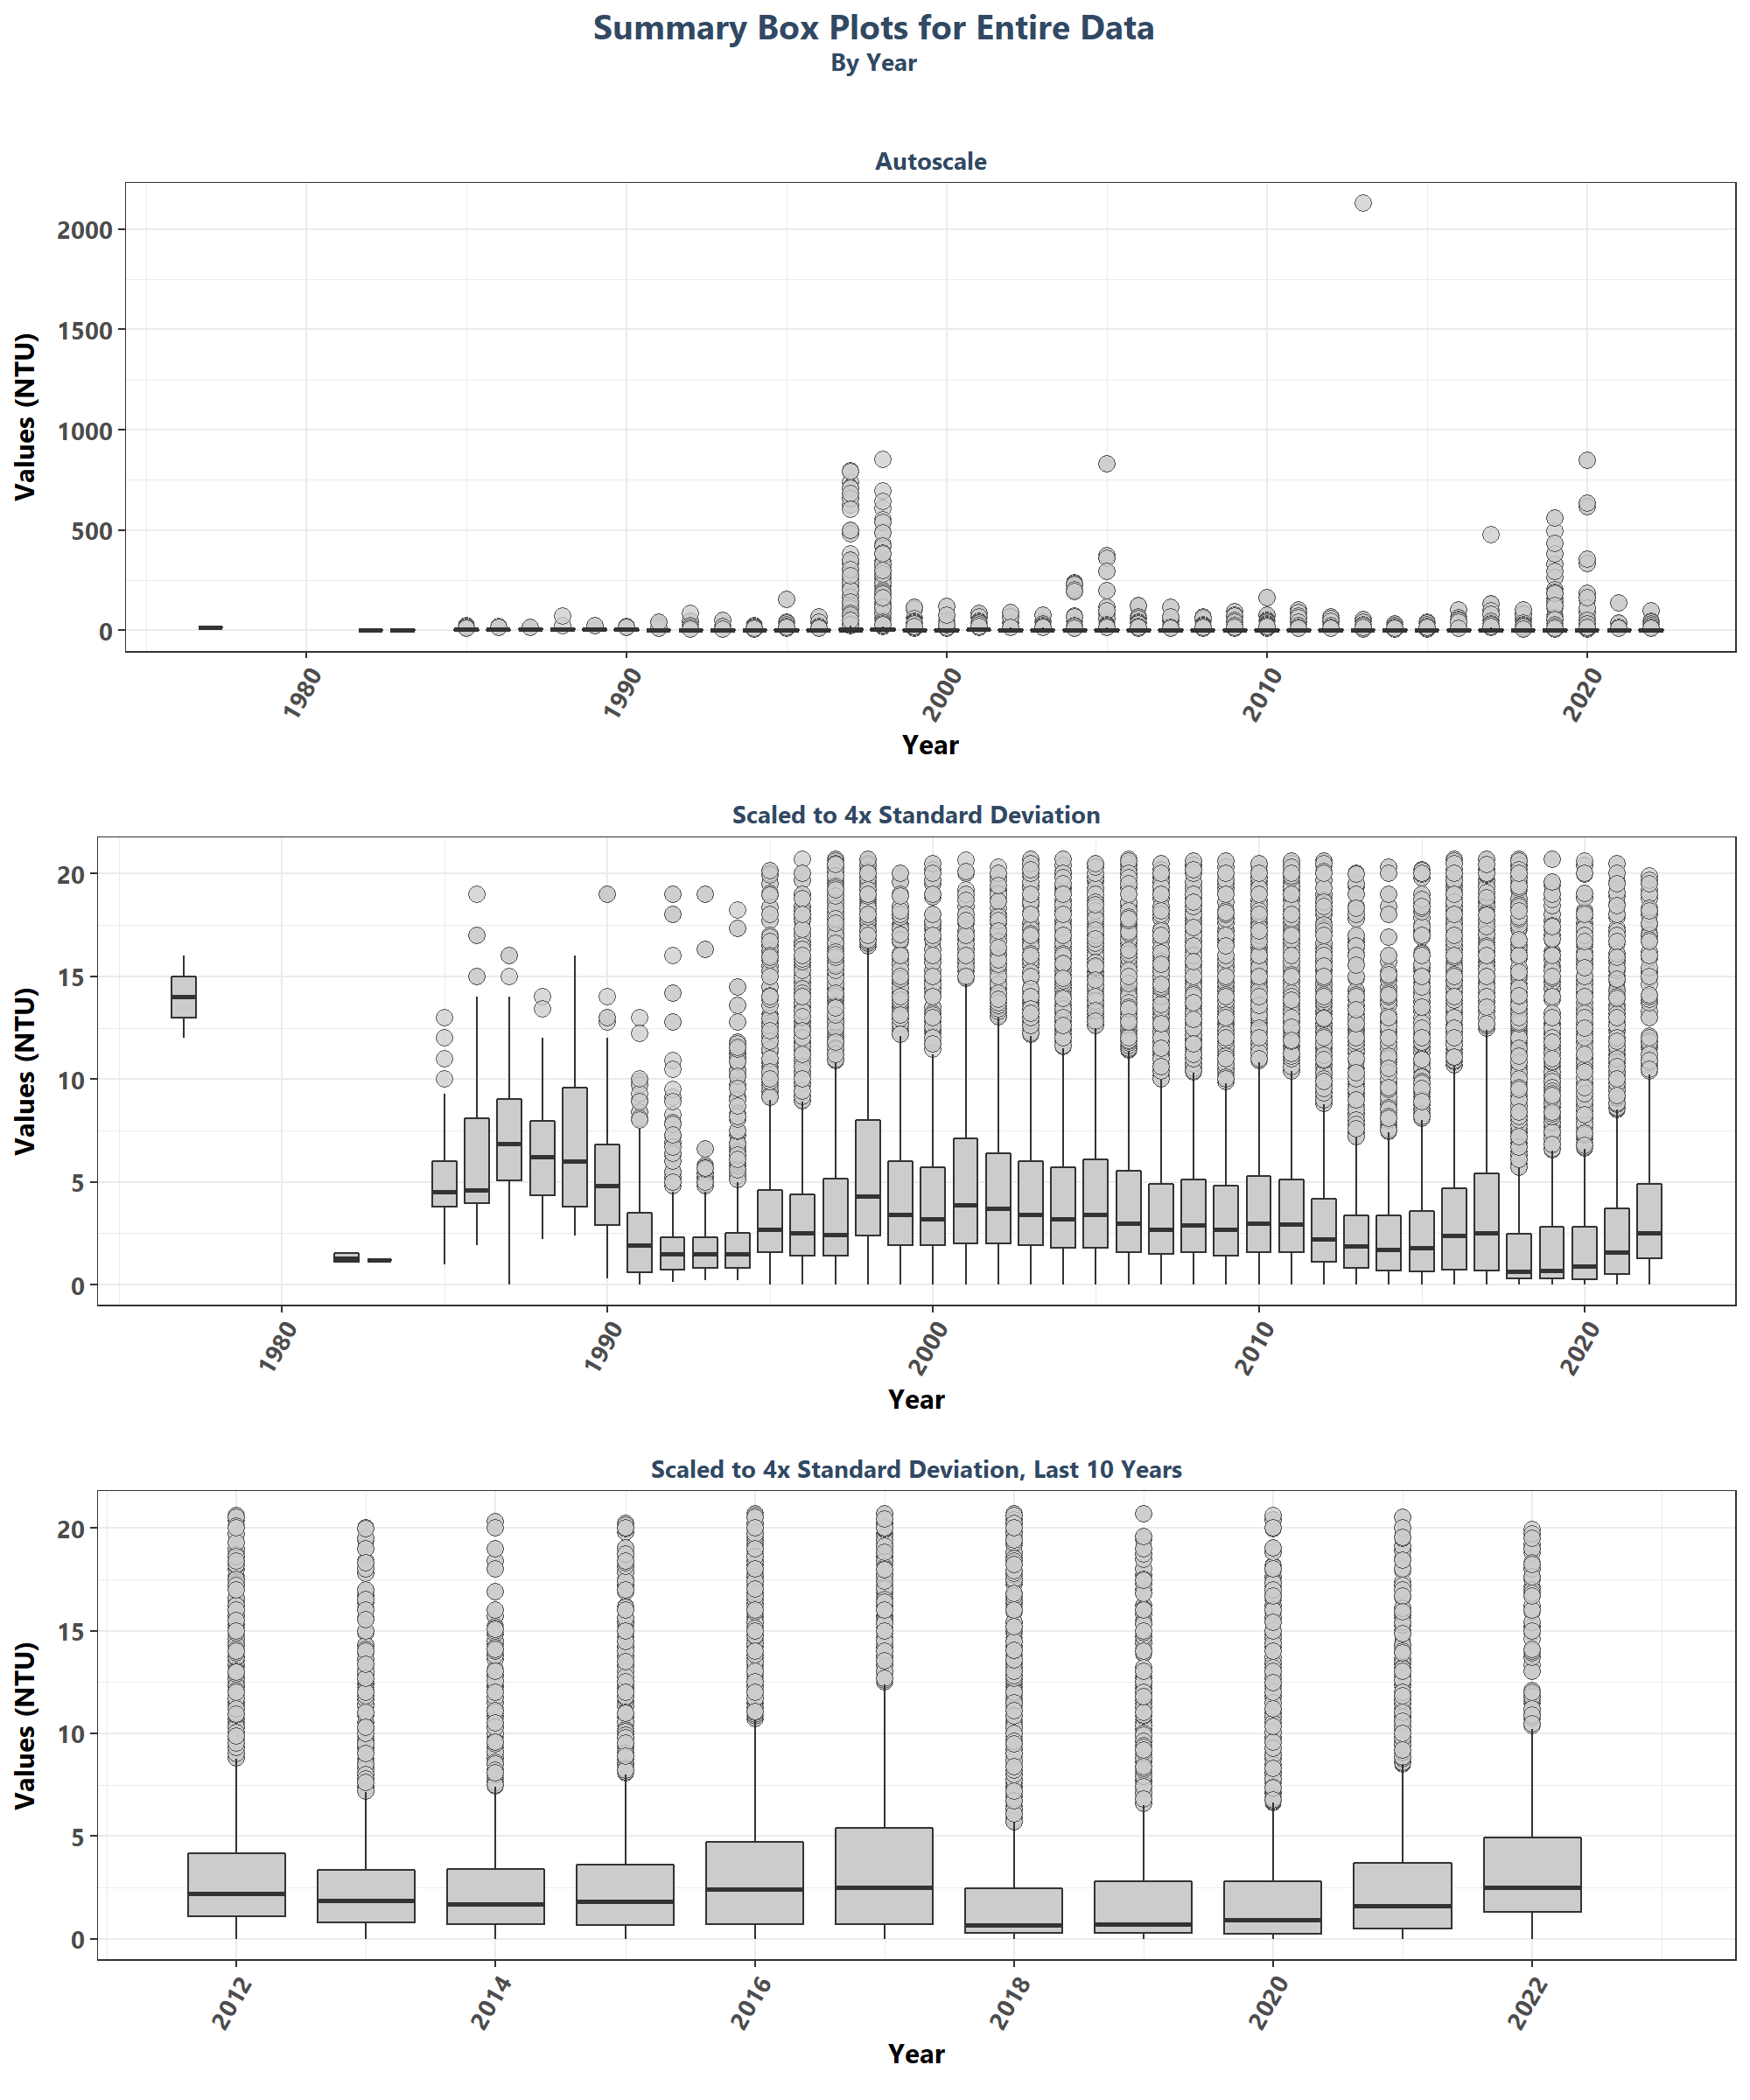 Summary Box Plots for Entire Data
By Year
Autoscale
Values (NTU)
2000
1500
1000
500
0
1980
1990
2000
2010
2020
Year
Scaled to 4x Standard Deviation
Values (NTU)
20
15
10
5
0
1980
1990
2000
2010
2020
Year
Scaled to 4x Standard Deviation, Last 10 Years
Values (NTU)
20
15
10
5
0
2012
2014
2016
2018
2020
2022
Year